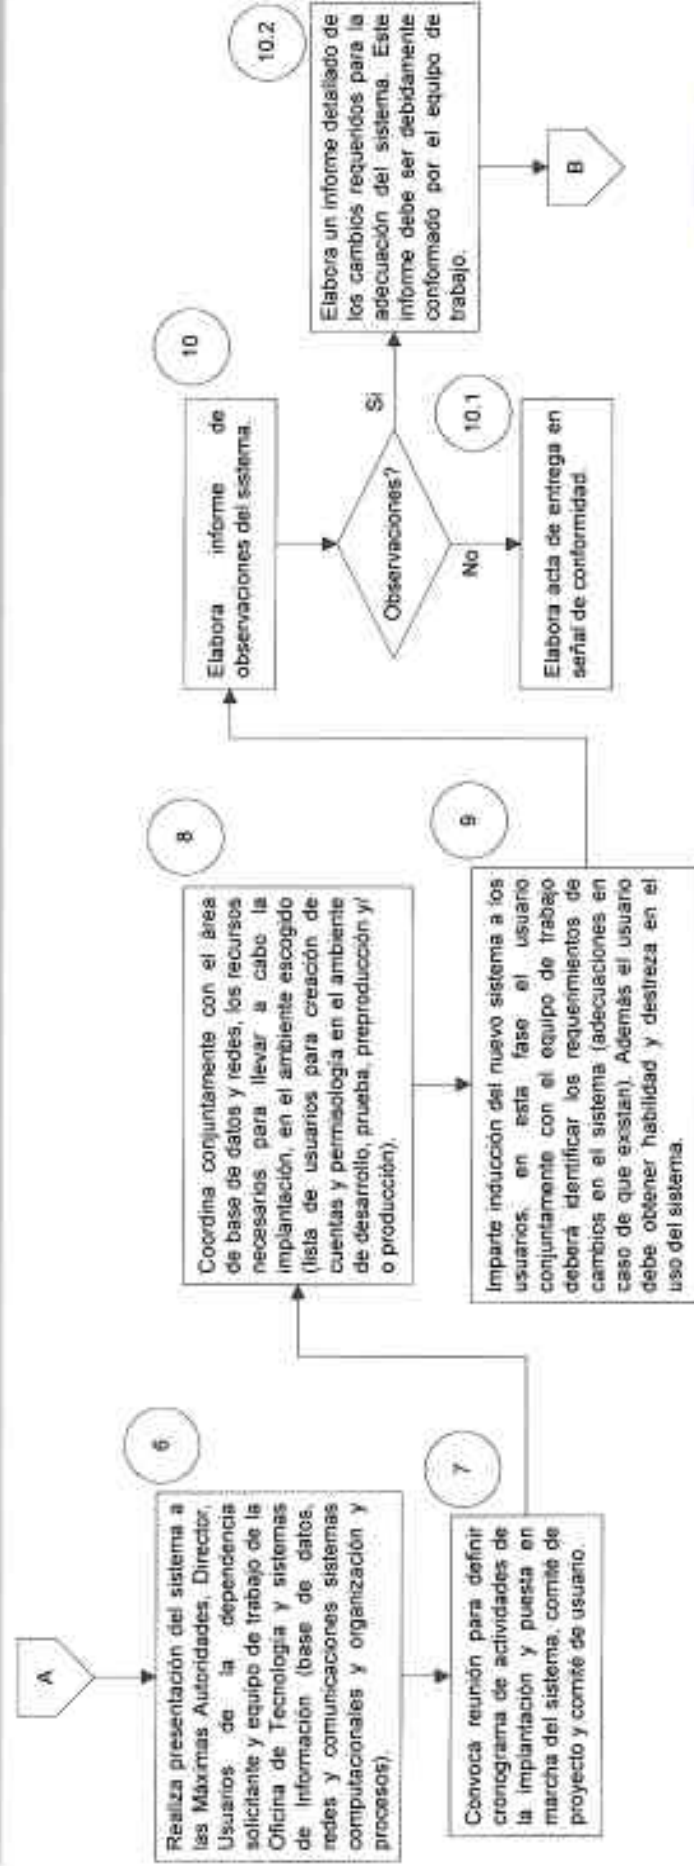 A
6
Realiza presentación del sistema a
las Máximas Autoridades, Director,
Usuarios de la dependencia
solicitante y equipo de trabajo de la
Oficina de Tecnología y sistemas
de Información (base de datos,
redes y comunicaciones sistemas
computacionales y organización y
procesos).
7
Convoca reunión para definir
cronograma de actividades de
la implantación y puesta en
marcha del sistema, comité de
proyecto y comité de usuario.
8
Coordina conjuntamente con el área
de base de datos y redes, los recursos
necesarios para llevar a cabo la
implantación, en el ambiente escogido
(lista de usuarios para creación de
cuentas y permisología en el ambiente
de desarrollo, prueba, preproducción y/
o producción).
9
Imparte inducción del nuevo sistema a los
usuarios, en esta fase el usuario
conjuntamente con el equipo de trabajo
deberá identificar los requerimientos de
cambios en el sistema (adecuaciones en
caso de que existan). Además el usuario
debe obtener habilidad y destreza en el
uso del sistema.
10
Elabora informe de
observaciones del sistema.
Observaciones?
Si
No
10.1
Elabora acta de entrega en
señal de conformidad.
10.2
Elabora un informe detallado de
los cambios requeridos para la
adecuación del sistema. Este
informe debe ser debidamente
conformado por el equipo de
trabajo.
B